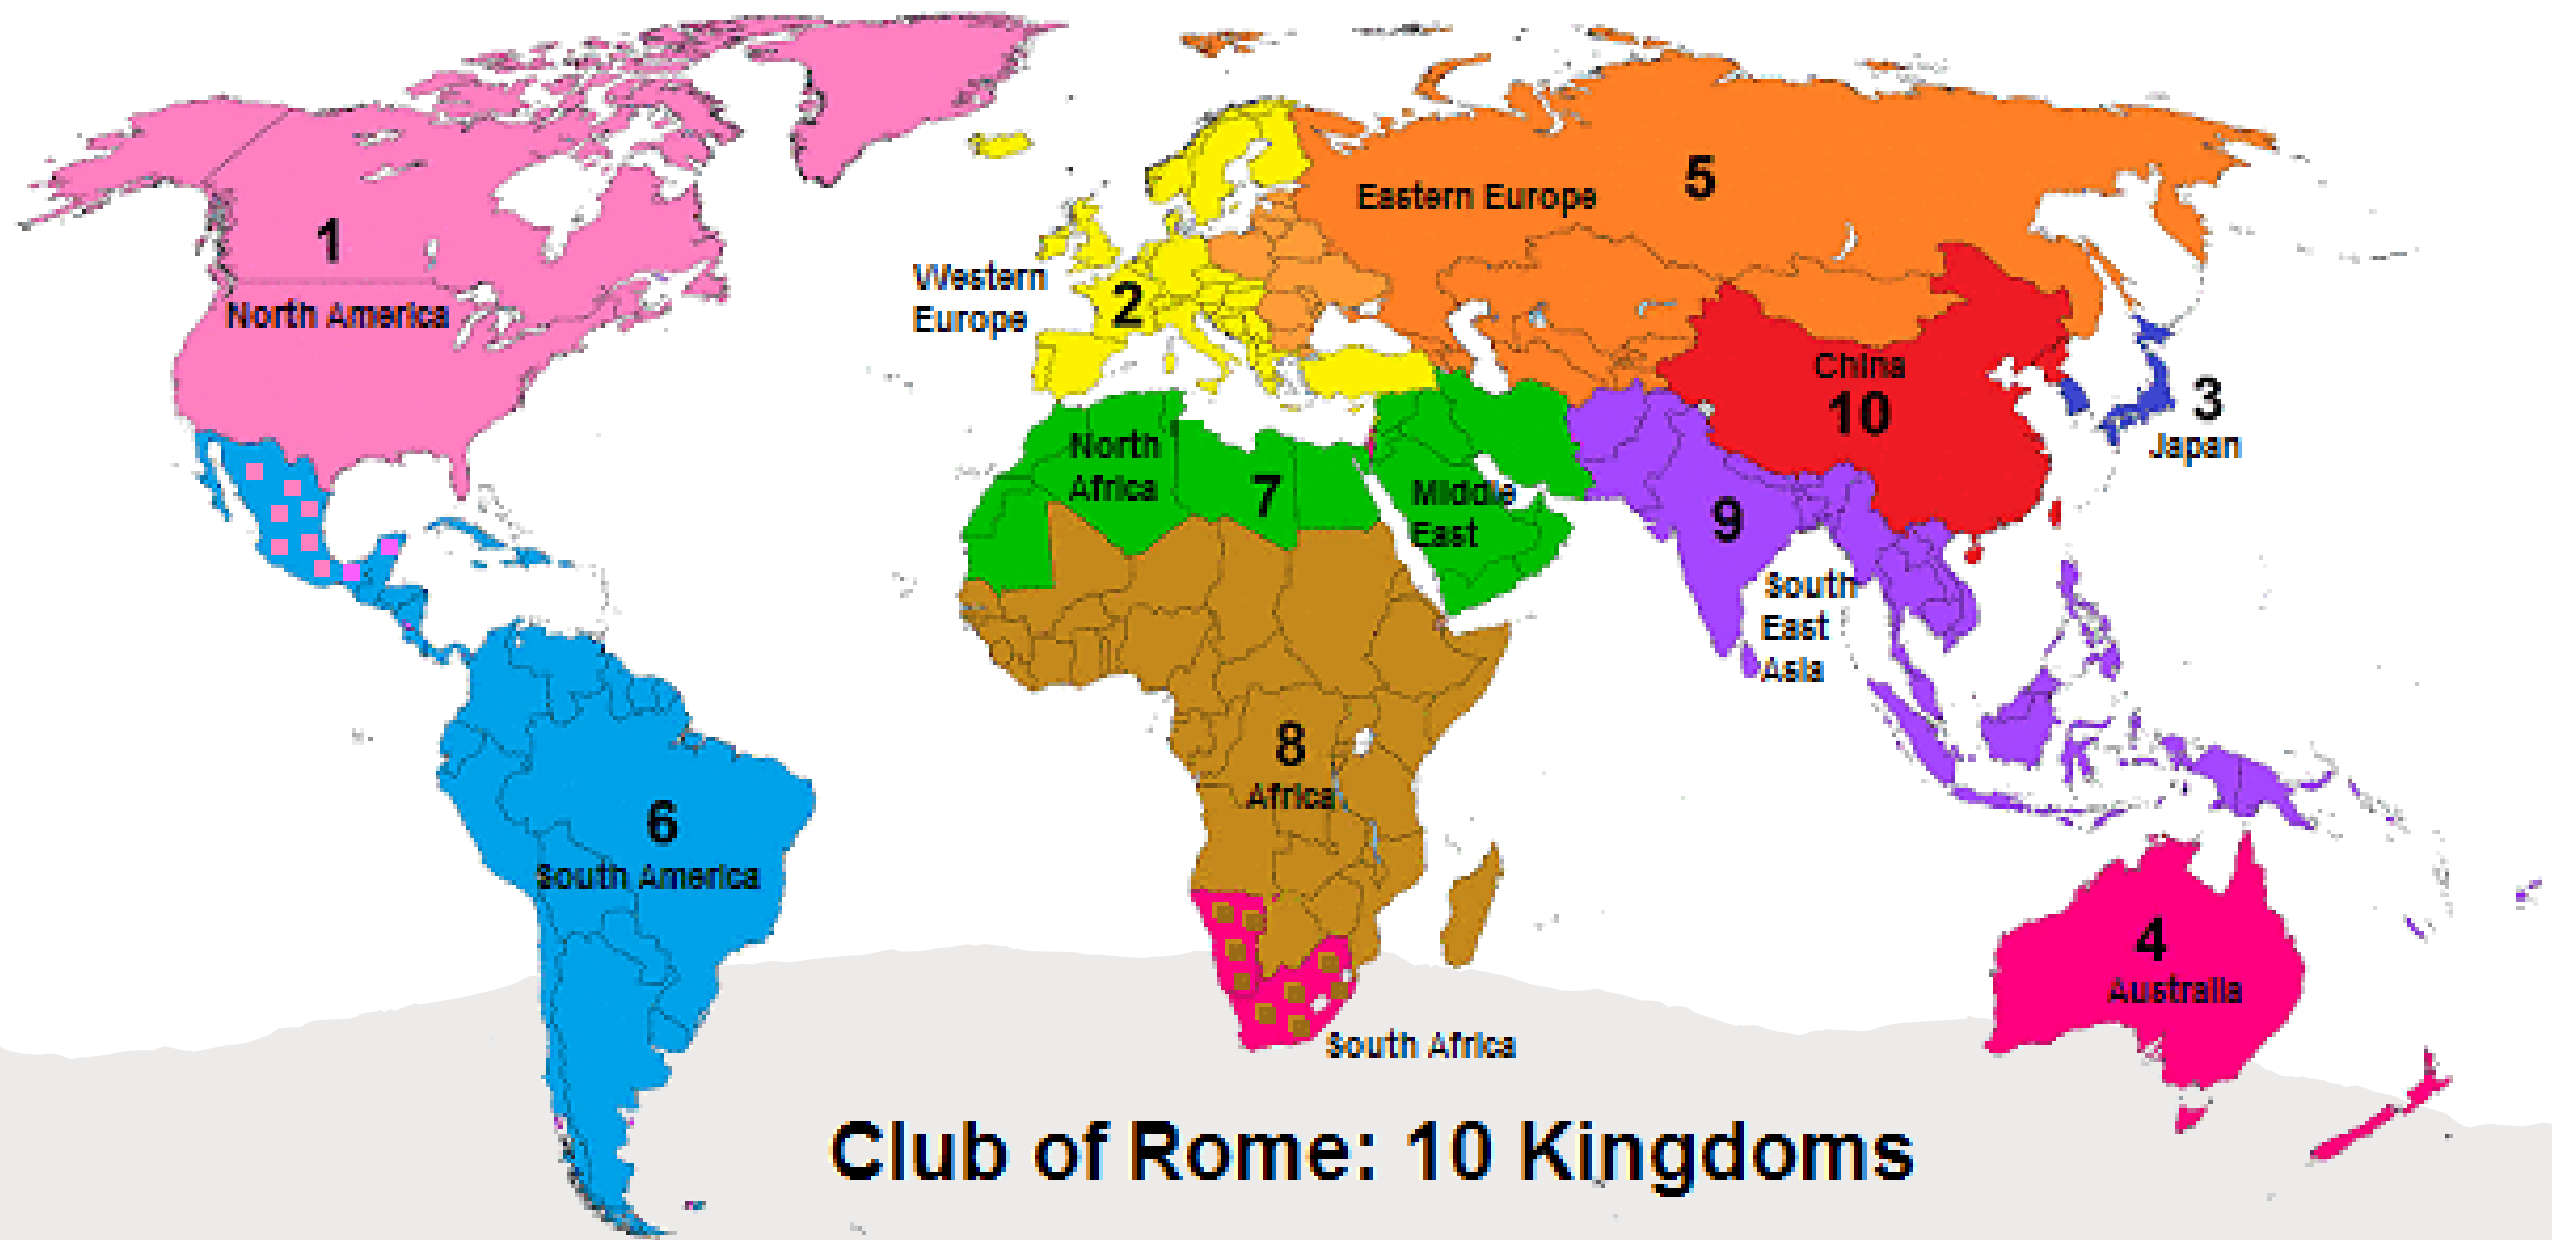 1
North America
Western
Europe
2
Eastern Europe
5
China
10
3
Japan
North
Africa
7
Middle
East
9
South
East
Asia
8
Africa
6
South America
4
Australia
South Africa
Club of Rome: 10 Kingdoms